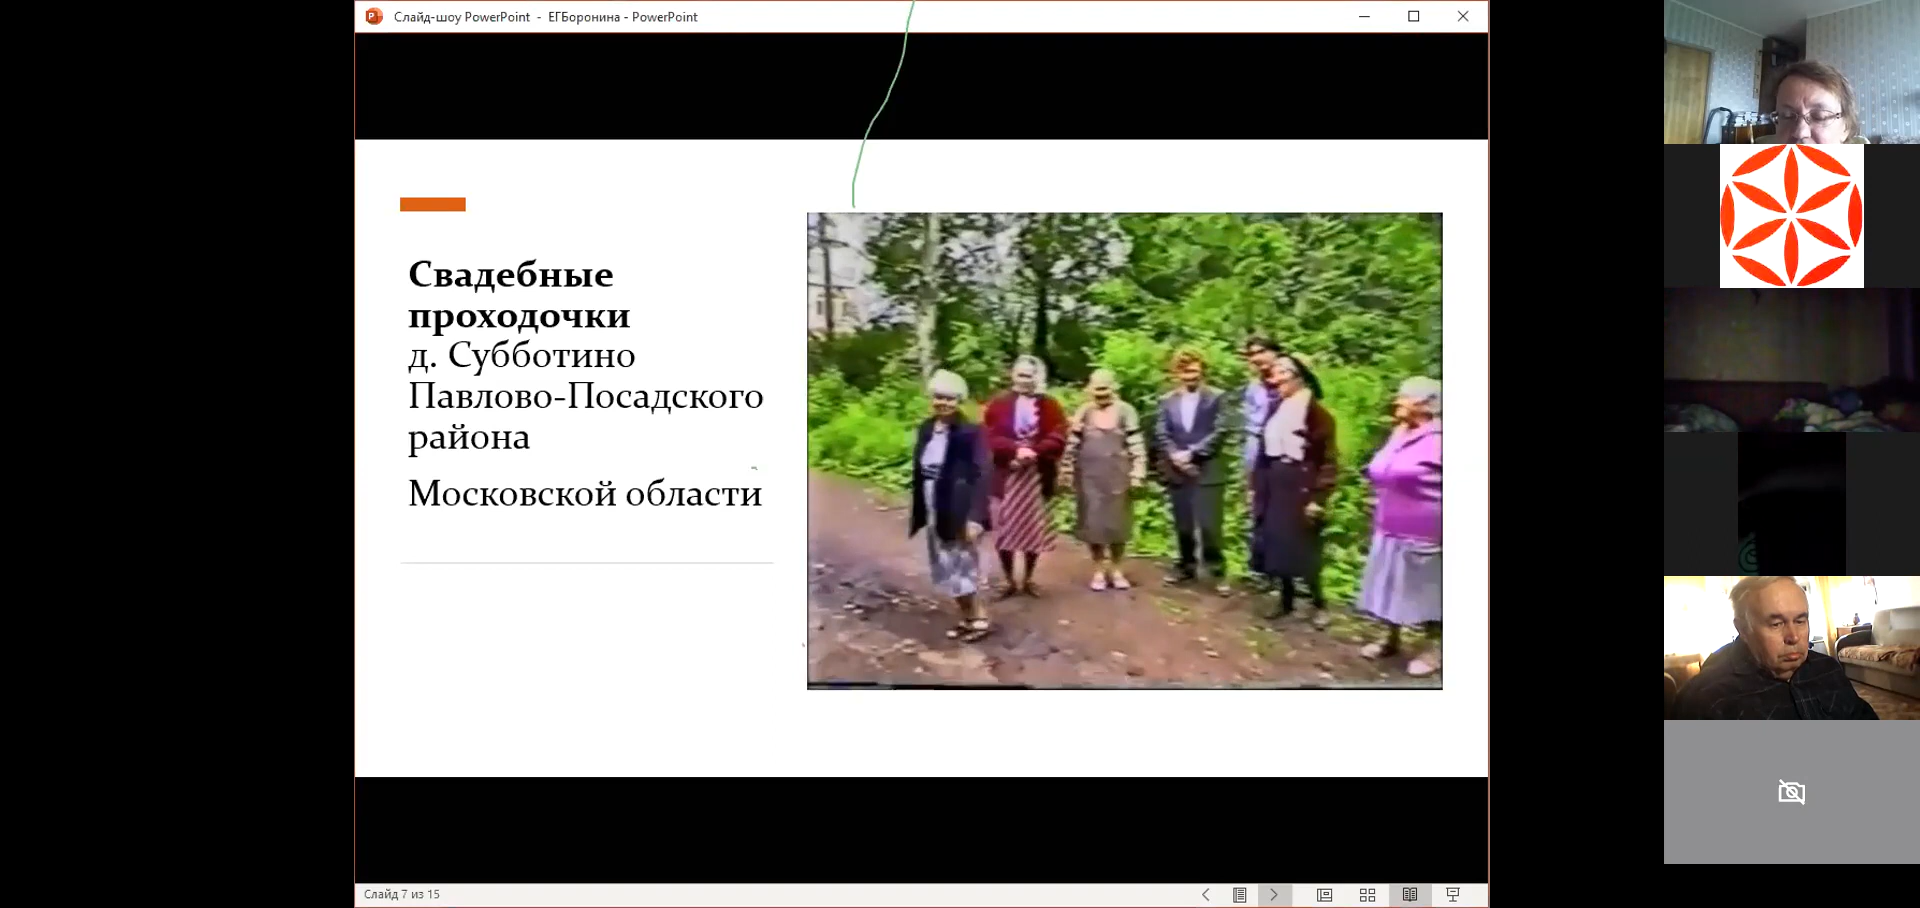 Слайд-шоу PowerPoint - ЕГБоронина - PowerPoint
Свадебные
проходочки
д. Субботино
Павлово-Посадского
района
Московской области
Слайд 7 из 15